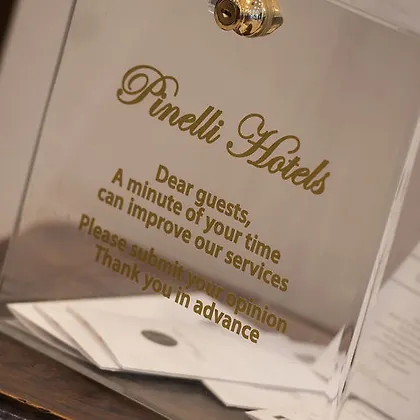 Pinelli Hotels
Dear guests,
A minute of your time
can improve our services
Please submit your opinion
Thank you in advance